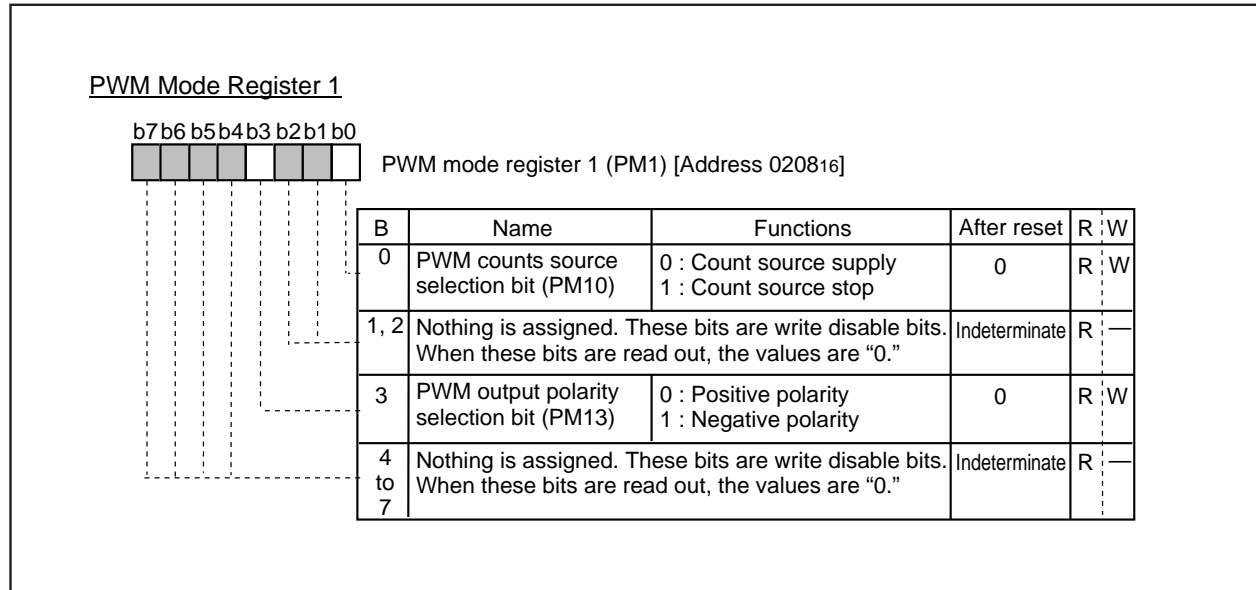 PWM Mode Register 1
b7 b6 b5 b4 b3 b2 b1 b0
PWM mode register 1 (PM1) [Address 020816]
B Name Functions After reset R W
0 PWM counts source selection bit (PM10) 0 : Count source supply 1 : Count source stop 0 R W
1, 2 Nothing is assigned. These bits are write disable bits. When these bits are read out, the values are “0.” Indeterminate R —
3 PWM output polarity selection bit (PM13) 0 : Positive polarity 1 : Negative polarity 0 R W
4 to 7 Nothing is assigned. These bits are write disable bits. When these bits are read out, the values are “0.” Indeterminate R —